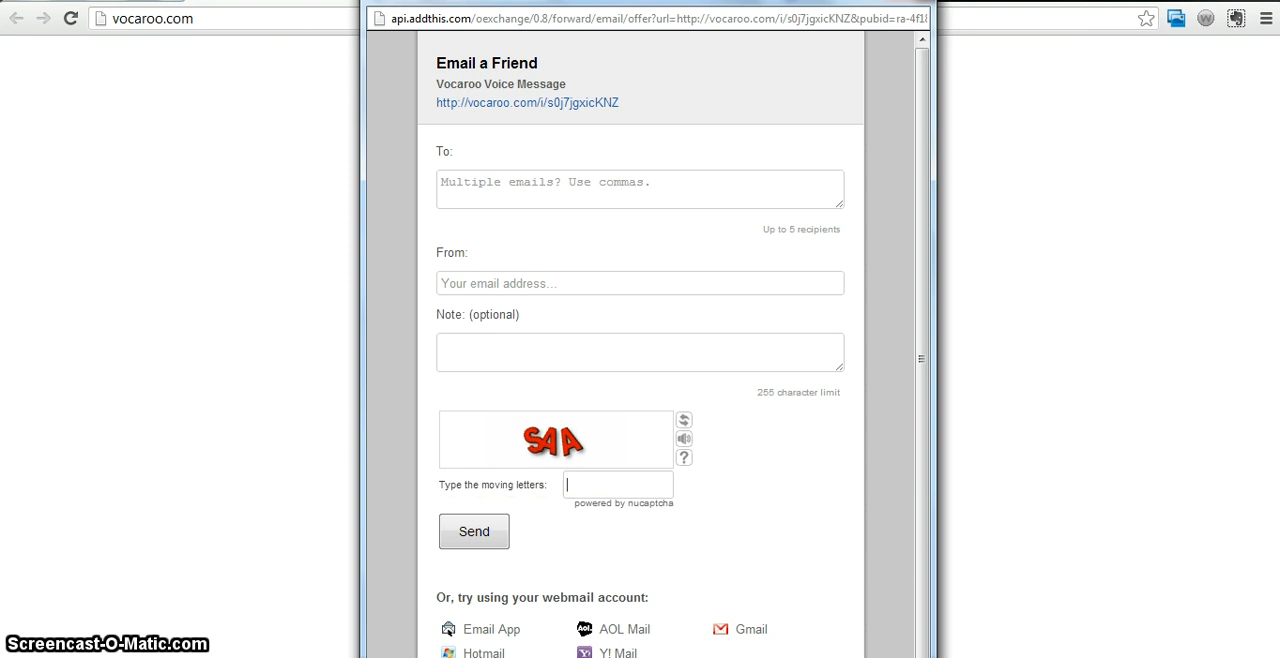 vocaroo.com
api.addthis.com/oexchange/0.8/forward/email/offer?url=http://vocaroo.com/i/s0j7jgxicKNZ&pubid=ra-4f18
Email a Friend
Vocaroo Voice Message
http://vocaroo.com/i/s0j7jgxicKNZ
To:
Multiple emails? Use commas.
Up to 5 recipients
From:
Your email address...
Note: (optional)
255 character limit
S4A
Type the moving letters:
powered by nucaptcha
Send
Or, try using your webmail account:
Email App
AOL Mail
Gmail
Hotmail
Y! Mail
Screencast-O-Matic.com